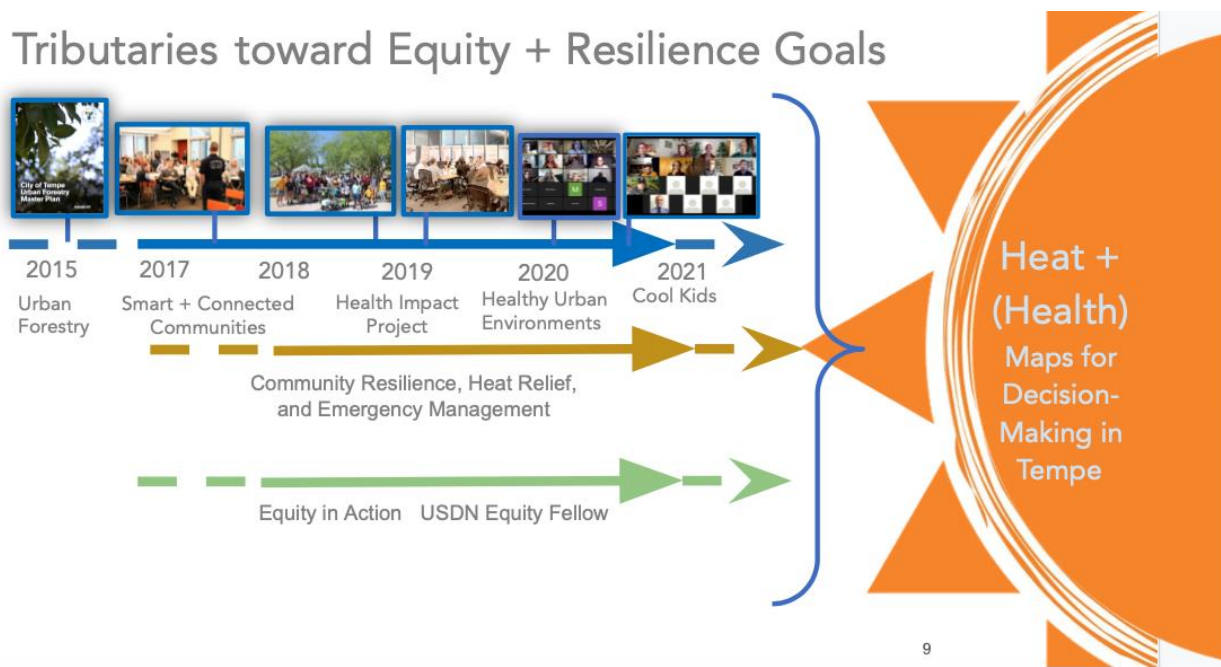 Tributaries toward Equity + Resilience Goals
City of Tempe
Urban Forestry
Master Plan
M
S
2015
2017
2018
2019
2020
2021
Urban
Forestry
Smart + Connected
Communities
Health Impact
Project
Healthy Urban
Environments
Cool Kids
Community Resilience, Heat Relief,
and Emergency Management
Equity in Action USDN Equity Fellow
Heat +
(Health)
Maps for
Decision-
Making in
Tempe
9